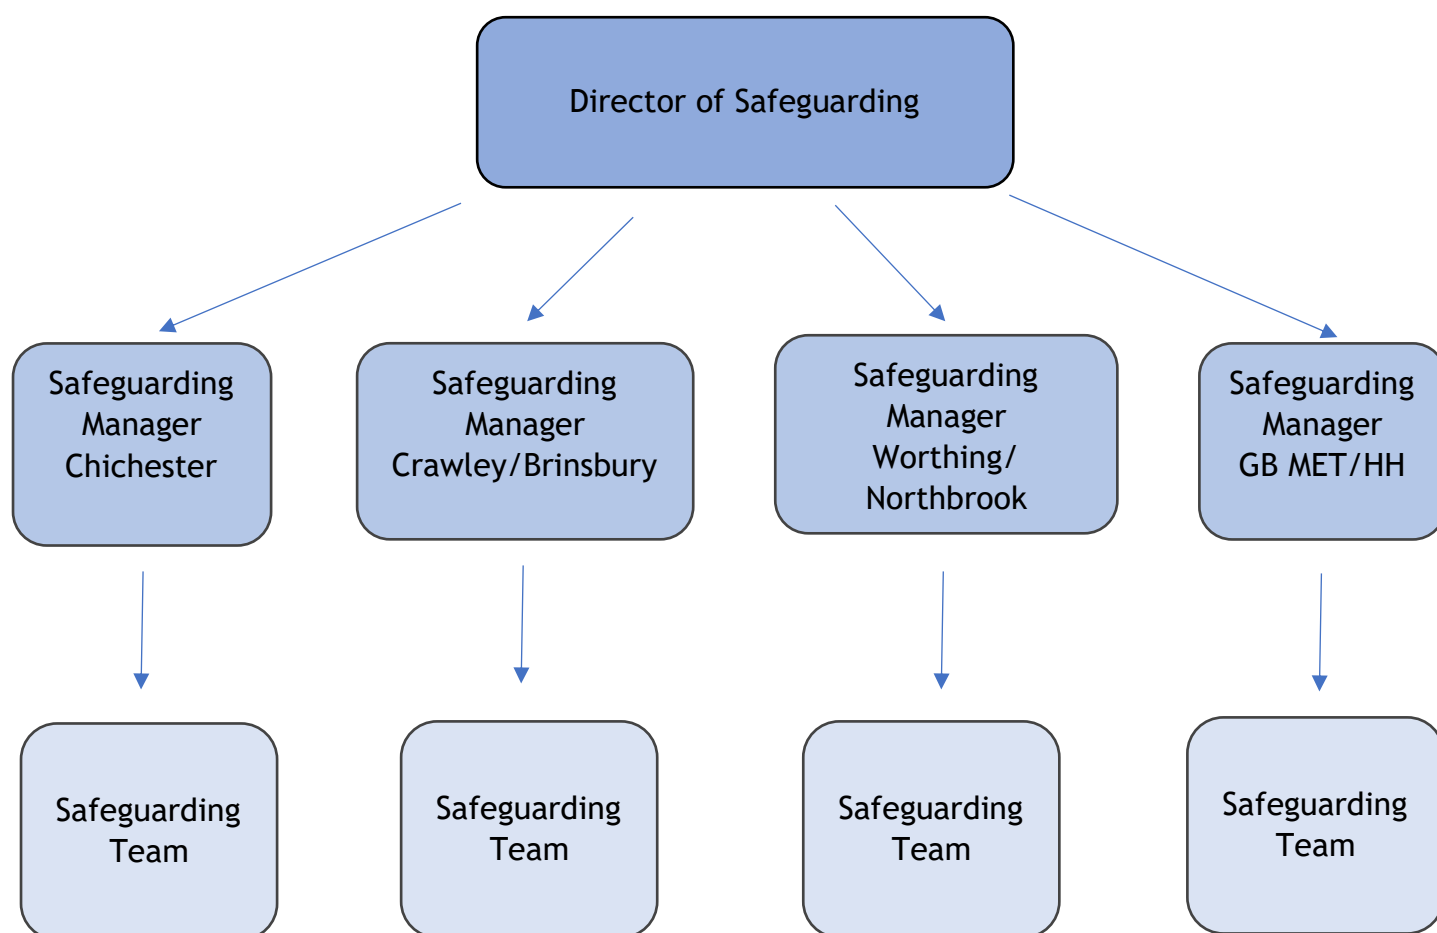 Director of Safeguarding
Safeguarding
Manager
Chichester
Safeguarding
Manager
Crawley/Brinsbury
Safeguarding
Manager
Worthing/
Northbrook
Safeguarding
Manager
GB MET/HH
Safeguarding
Team
Safeguarding
Team
Safeguarding
Team
Safeguarding
Team